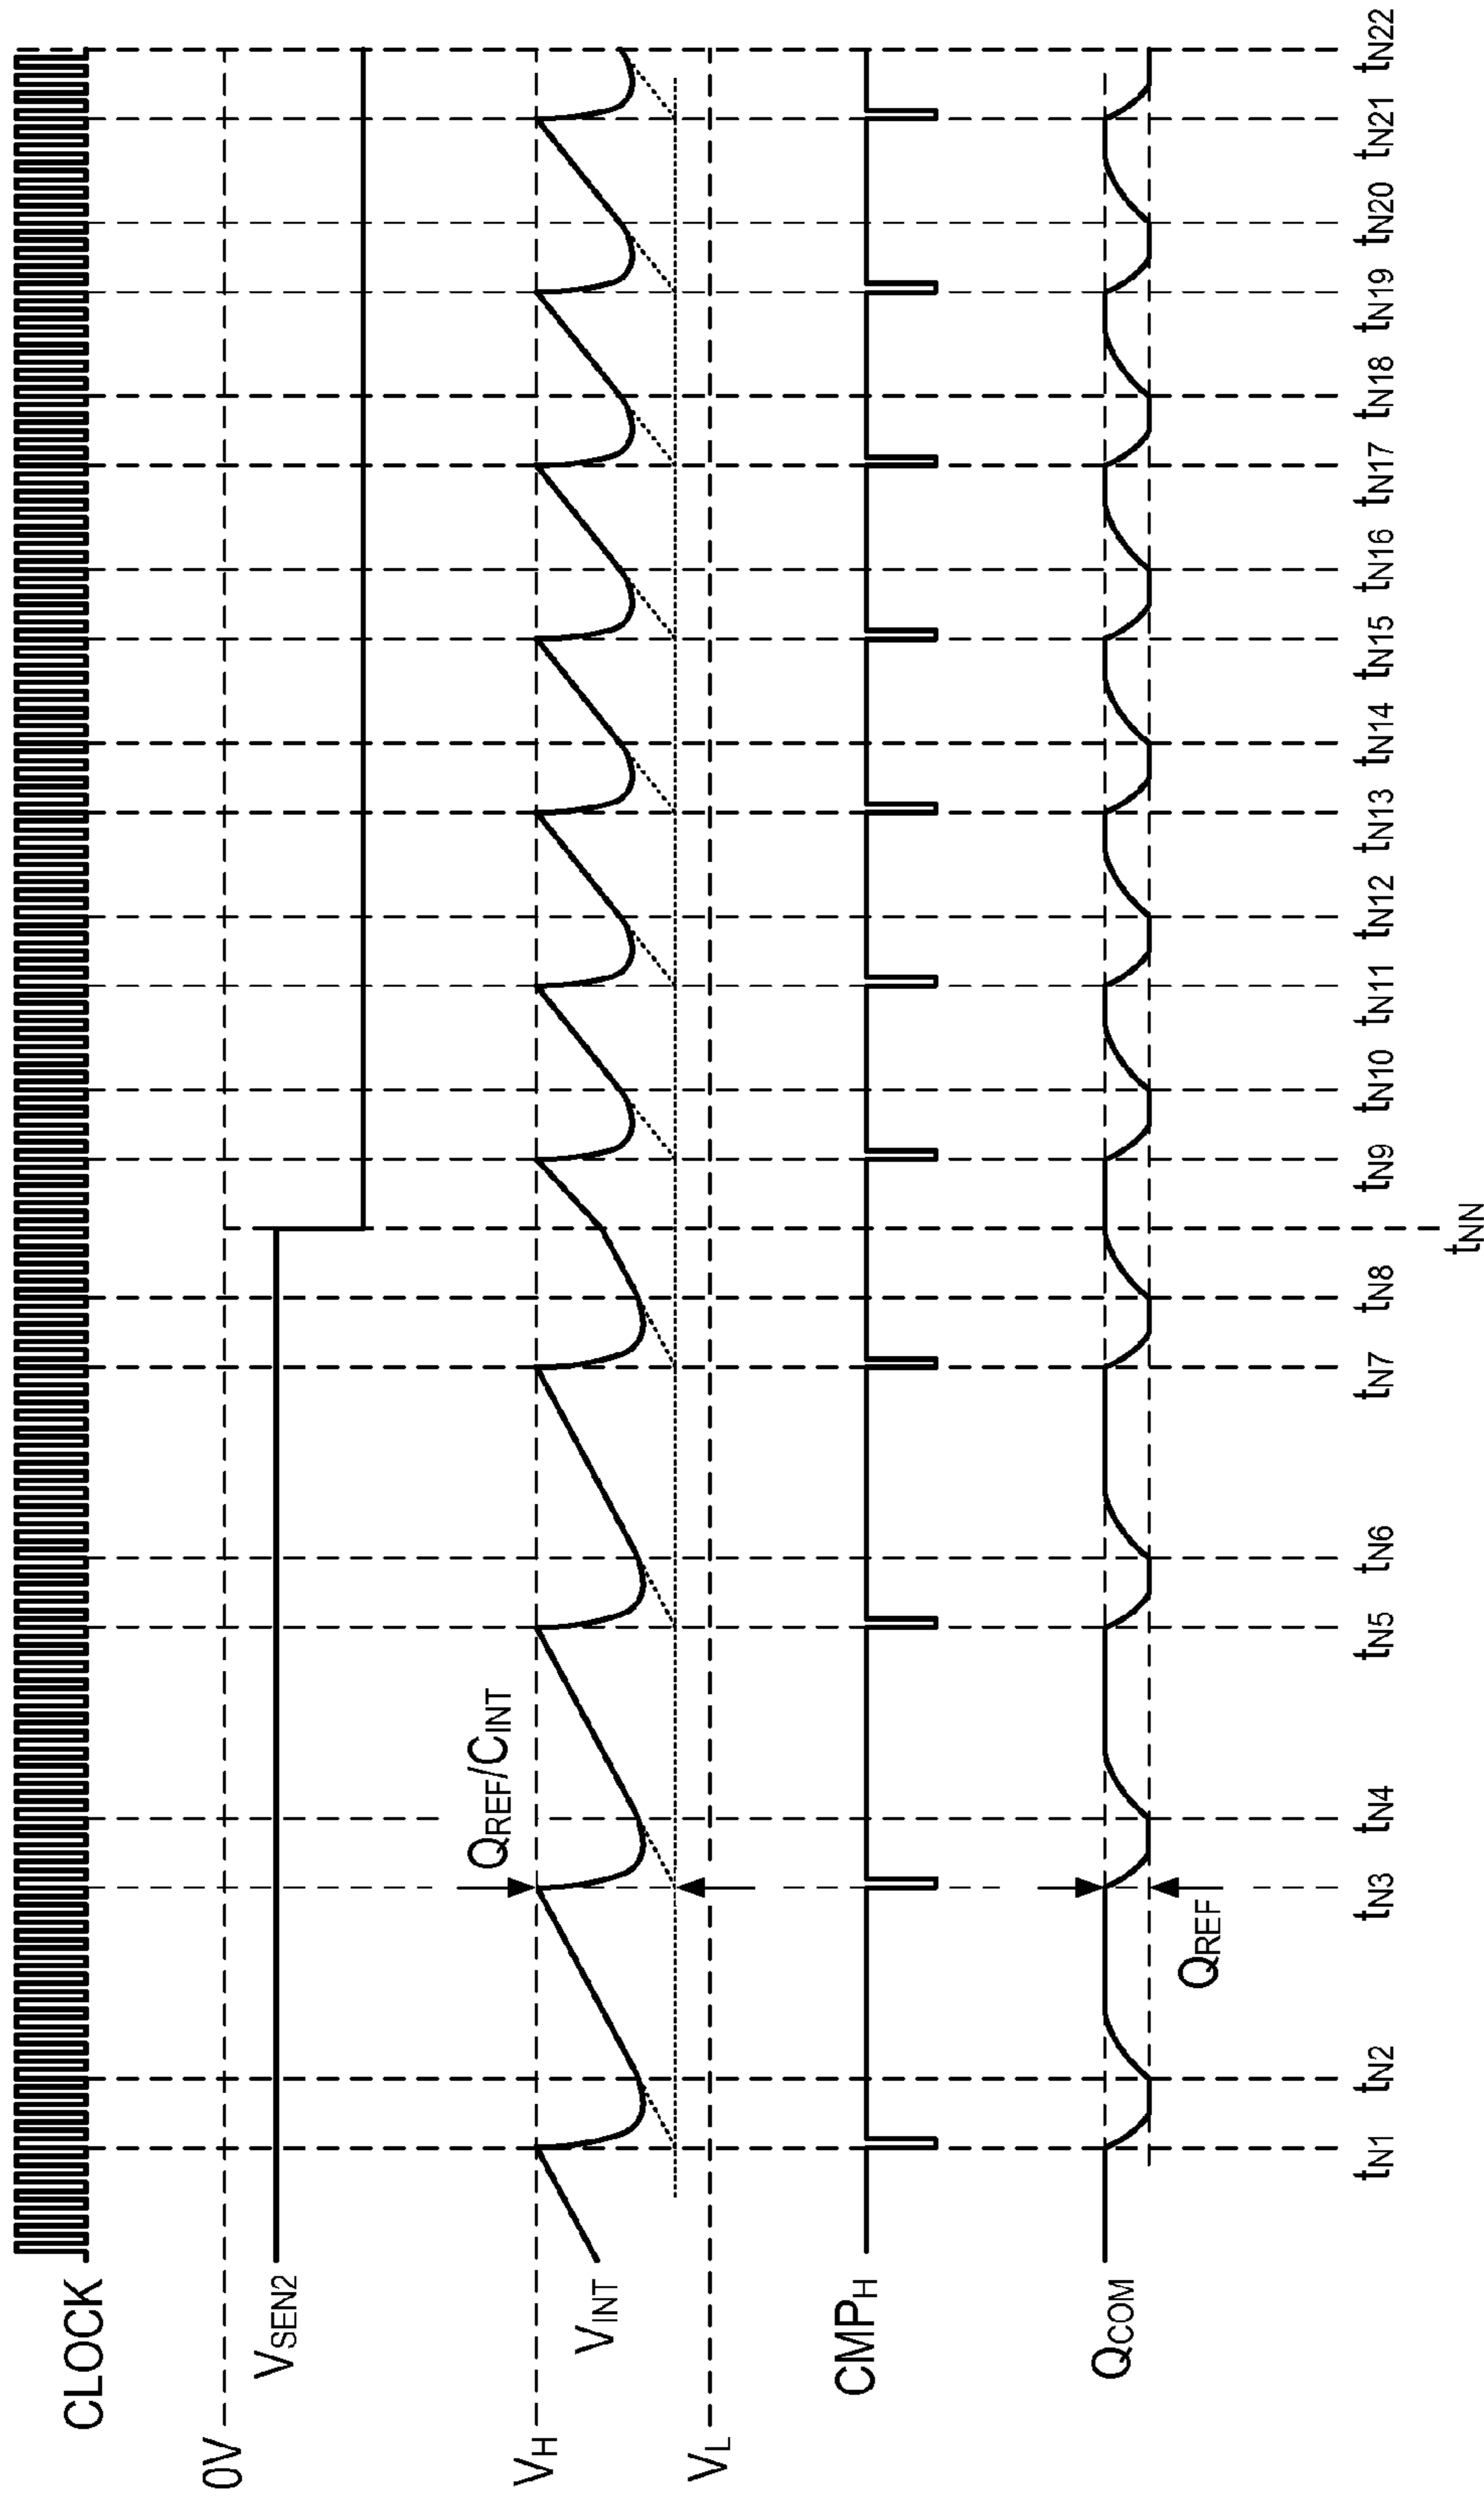 CLOCK
0V
VSEN2
VH
QREF/CINT
VINT
VL
CMPH
QCOM
QREF
tN1 tN2 tN3 tN4 tN5 tN6 tN7 tN8 tN9 tN10 tN11 tN12 tN13 tN14 tN15 tN16 tN17 tN18 tN19 tN20 tN21 tN22
tNN